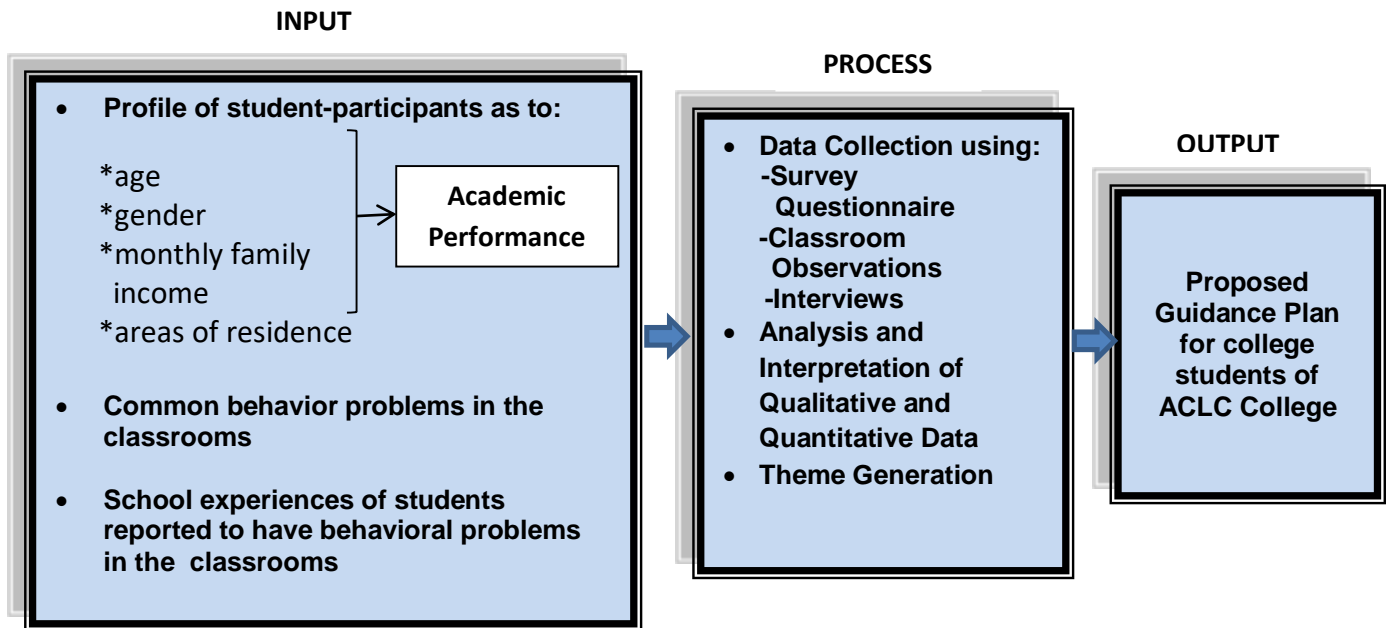 INPUT
• Profile of student-participants as to:
*age
*gender
*monthly family
income
*areas of residence
Academic
Performance
• Common behavior problems in the
classrooms
• School experiences of students
reported to have behavioral problems
in the classrooms
PROCESS
• Data Collection using:
-Survey
Questionnaire
-Classroom
Observations
-Interviews
• Analysis and
Interpretation of
Qualitative and
Quantitative Data
• Theme Generation
OUTPUT
Proposed
Guidance Plan
for college
students of
ACLC College